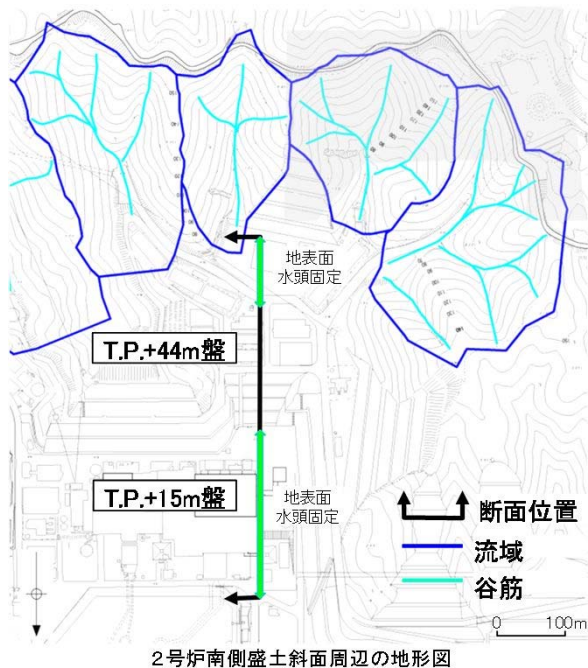 地表面
水頭固定
T.P.+44m盤
T.P.+15m盤
地表面
水頭固定
断面位置
流域
谷筋
0 100m
2号炉南側盛土斜面周辺の地形図